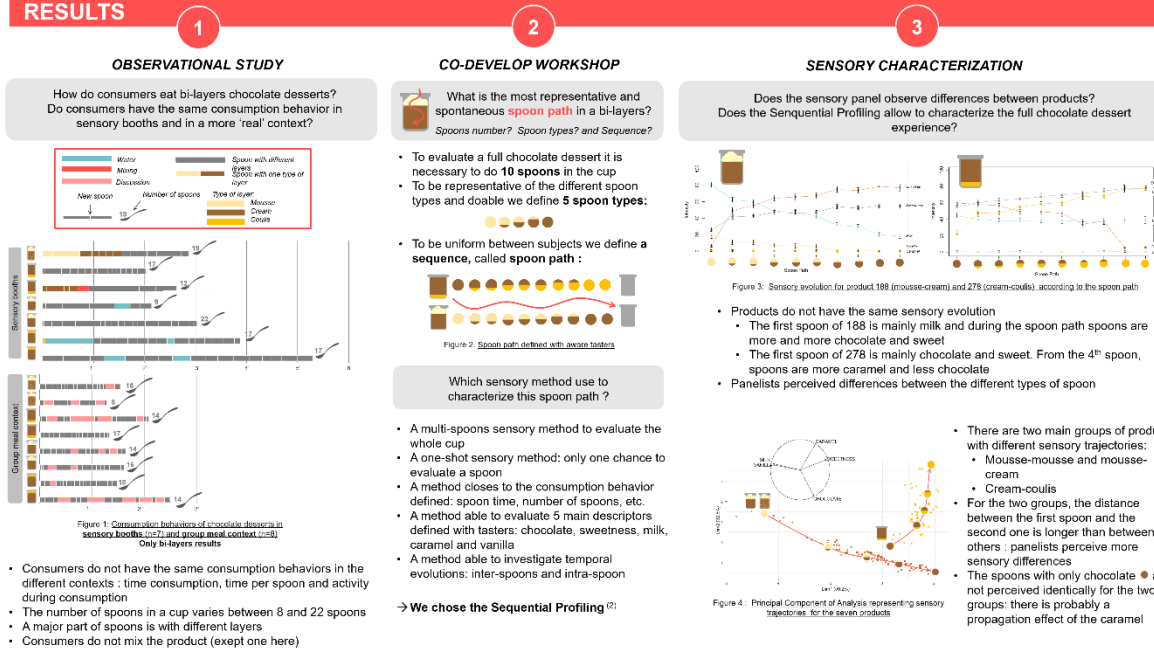 RESULTS
1
2
3
OBSERVATIONAL STUDY
How do consumers eat bi-layers chocolate desserts?
Do consumers have the same consumption behavior in
sensory booths and in a more 'real' context?
Water
Mixing
Discussion
Spoon with different
layers
Spoon with one type of
layer
New spoon
Number of spoons
Type of layer:
Mousse
Cream
Coulis
Sensory booths
17
12
9
22
17
17
Group meal context
16
14
17
14
14
Figure 1: Consumption behaviors of chocolate desserts in
sensory booths (n=7) and group meal context (n=8)
Only bi-layers results
• Consumers do not have the same consumption behaviors in the
different contexts : time consumption, time per spoon and activity
during consumption
• The number of spoons in a cup varies between 8 and 22 spoons
• A major part of spoons is with different layers
• Consumers do not mix the product (exept one here)
CO-DEVELOP WORKSHOP
What is the most representative and
spontaneous spoon path in a bi-layers?
Spoons number? Spoon types? and Sequence?
• To evaluate a full chocolate dessert it is
necessary to do 10 spoons in the cup
• To be representative of the different spoon
types and doable we define 5 spoon types:
• To be uniform between subjects we define a
sequence, called spoon path :
Figure 2: Spoon path defined with aware tasters
Which sensory method use to
characterize this spoon path ?
• A multi-spoons sensory method to evaluate the
whole cup
• A one-shot sensory method: only one chance to
evaluate a spoon
• A method closes to the consumption behavior
defined: spoon time, number of spoons, etc.
• A method able to evaluate 5 main descriptors
defined with tasters: chocolate, sweetness, milk,
caramel and vanilla
• A method able to investigate temporal
evolutions: inter-spoons and intra-spoon
→ We chose the Sequential Profiling (2)
SENSORY CHARACTERIZATION
Does the sensory panel observe differences between products?
Does the Senquential Profiling allow to characterize the full chocolate dessert
experience?
Intensity
Spoon Path
Intensity
Spoon Path
Figure 3: Sensory evolution for product 188 (mousse-cream) and 278 (cream-coulis) according to the spoon path
• Products do not have the same sensory evolution
• The first spoon of 188 is mainly milk and during the spoon path spoons are
more and more chocolate and sweet
• The first spoon of 278 is mainly chocolate and sweet. From the 4th spoon,
spoons are more caramel and less chocolate
• Panelists perceived differences between the different types of spoon
CARAMEL
SWEETNESS
MILK
VANILLA
CHOCOLATE
Figure 4 : Principal Component of Analysis representing sensory
trajectories for the seven products
• There are two main groups of produ
with different sensory trajectories:
• Mousse-mousse and mousse-
cream
• Cream-coulis
• For the two groups, the distance
between the first spoon and the
second one is longer than between
others : panelists perceive more
sensory differences
• The spoons with only chocolate
not perceived identically for the two
groups: there is probably a
propagation effect of the caramel